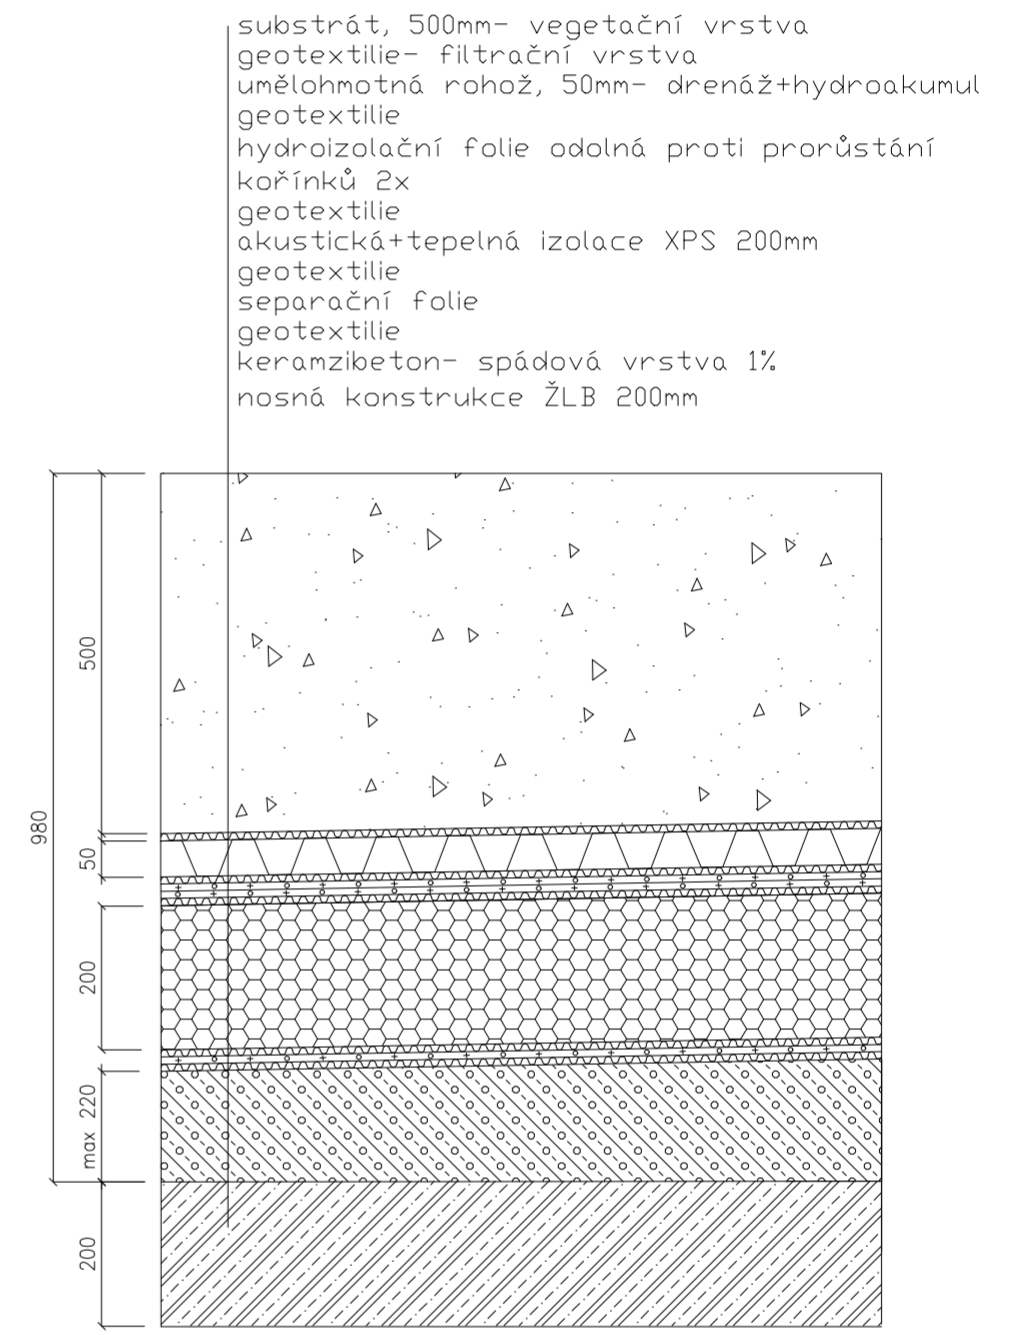 substrát, 500mm- vegetační vrstva
geotextilie- filtrační vrstva
umělohmotná rohož, 50mm- drenáž+hydroakumul
geotextilie
hydroizolační folie odolná proti prorůstání
kořínků 2x
geotextilie
akustická+tepelná izolace XPS 200mm
geotextilie
separační folie
geotextilie
keramzibeton- spádová vrstva 1%
nosná konstrukce ŽLB 200mm
500
980
50
200
max 220
200